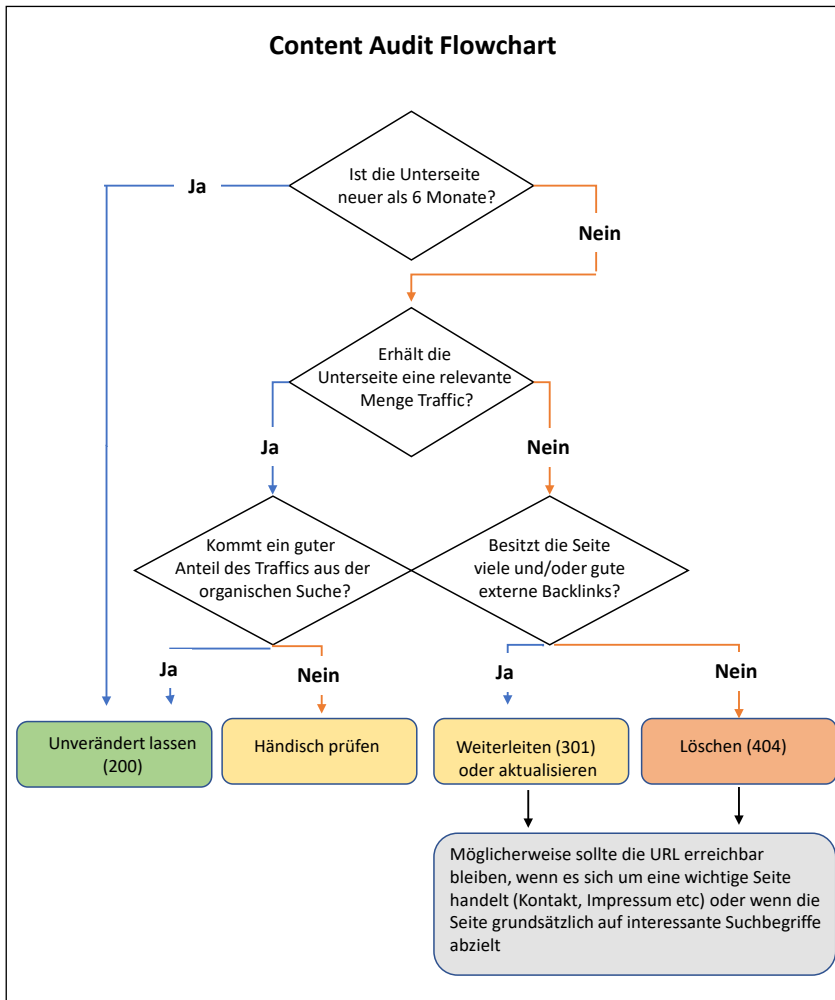 Content Audit Flowchart
Ist die Unterseite
neuer als 6 Monate?
Ja
Nein
Erhält die
Unterseite eine relevante
Menge Traffic?
Ja
Nein
Kommt ein guter
Anteil des Traffics aus der
organischen Suche?
Besitzt die Seite
viele und/oder gute
externe Backlinks?
Ja
Nein
Ja
Nein
Unverändert lassen
(200)
Händisch prüfen
Weiterleiten (301)
oder aktualisieren
Löschen (404)
Möglicherweise sollte die URL erreichbar
bleiben, wenn es sich um eine wichtige Seite
handelt (Kontakt, Impressum etc) oder wenn die
Seite grundsätzlich auf interessante Suchbegriffe
abzielt